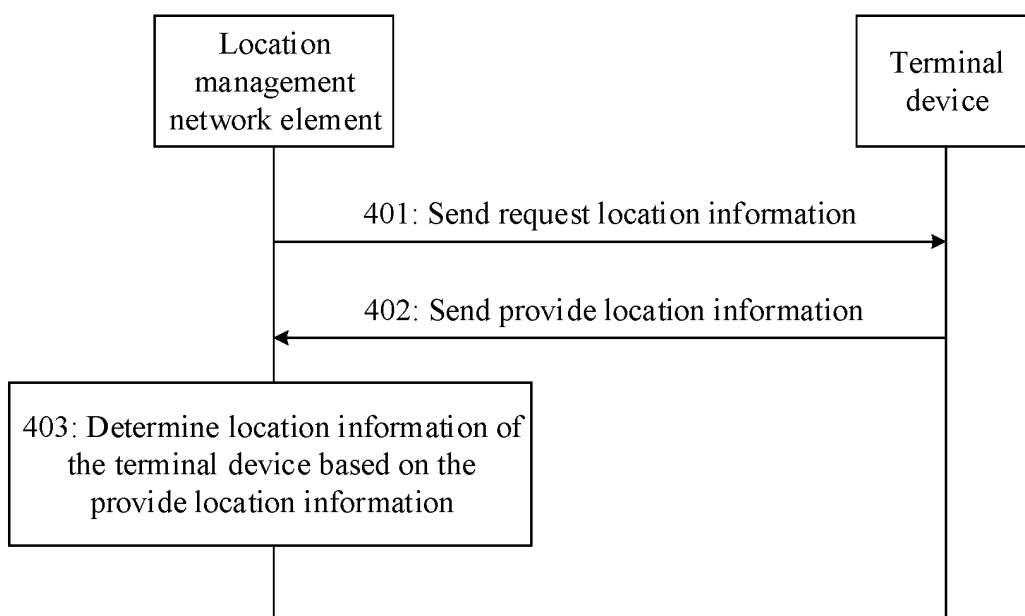 Location
management
network element
Terminal
device
401: Send request location information
402: Send provide location information
403: Determine location information of
the terminal device based on the
provide location information